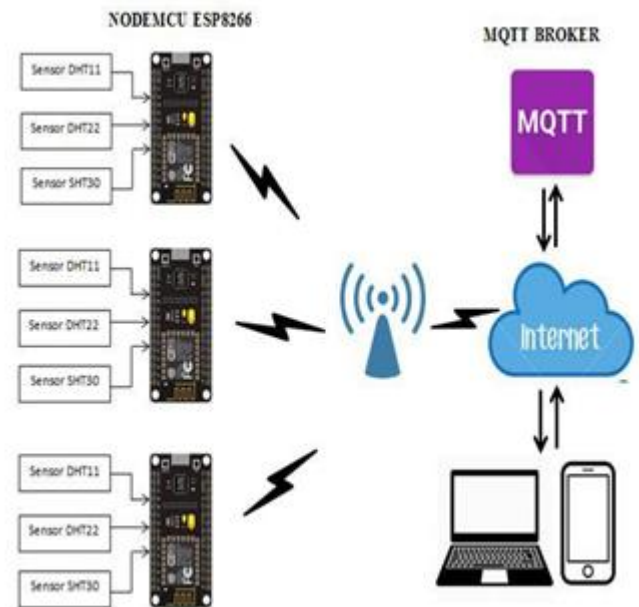 NODEMCU ESP8266
MQTT BROKER
Sensor DHT11
Sensor DHT22
Sensor SHT30
MQTT
Sensor DHT11
Sensor DHT22
Sensor SHT30
Internet
Sensor DHT11
Sensor DHT22
Sensor SHT30